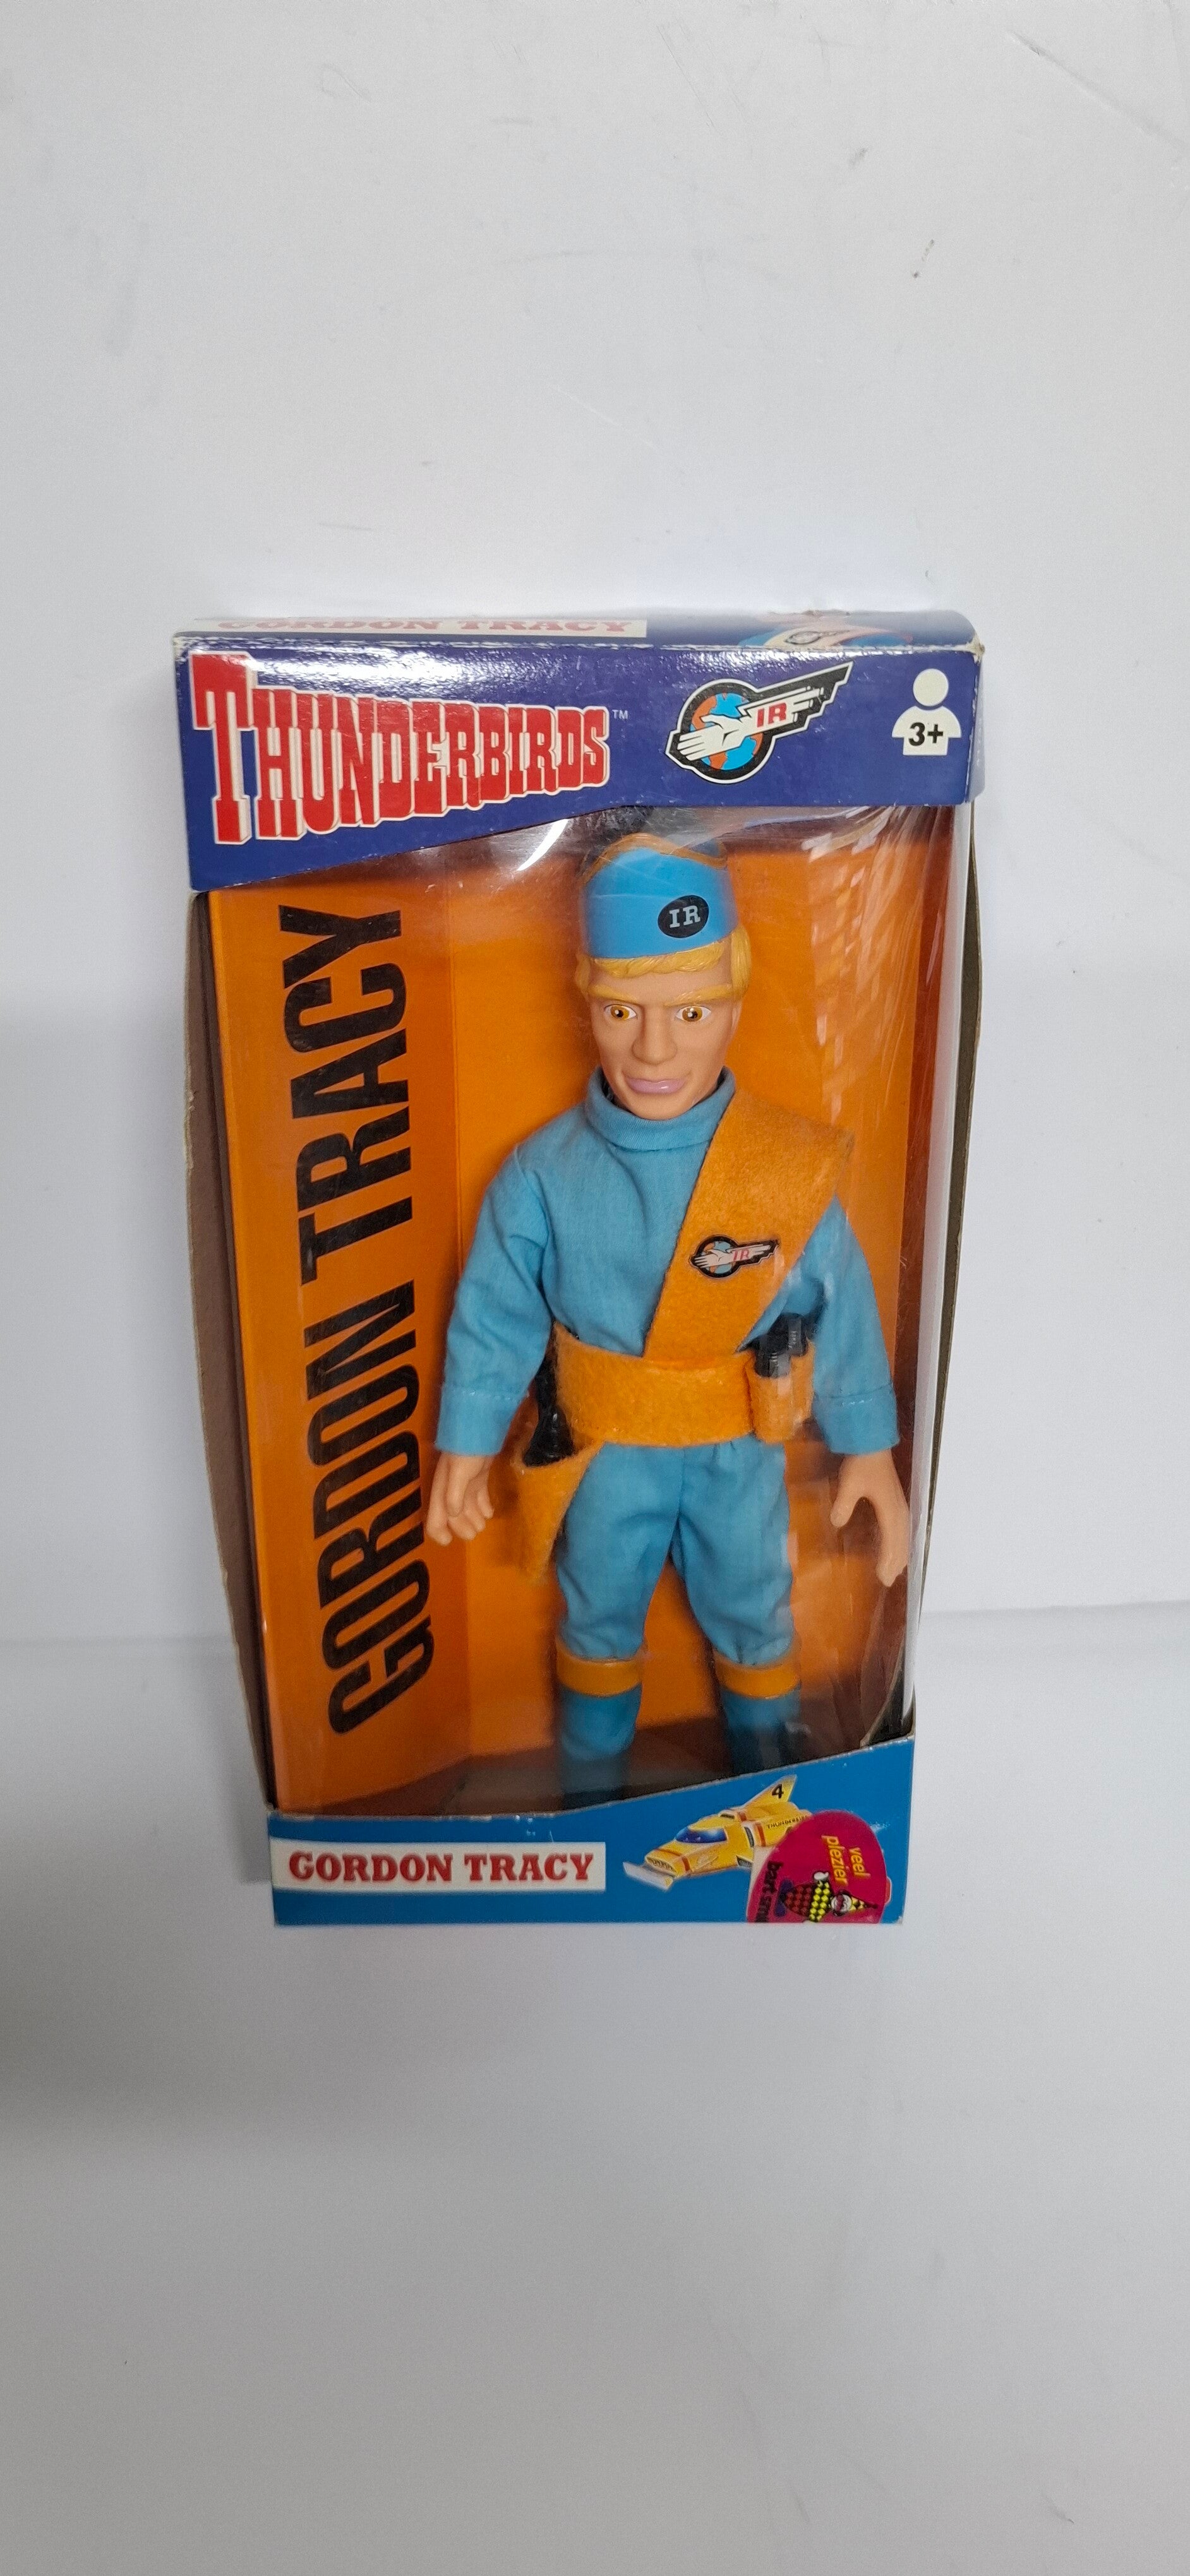 GORDON TRACY
THUNDERBIRDS™
IR
3+
IR
GORDON TRACY
IR
GORDON TRACY
4
veel
plezier